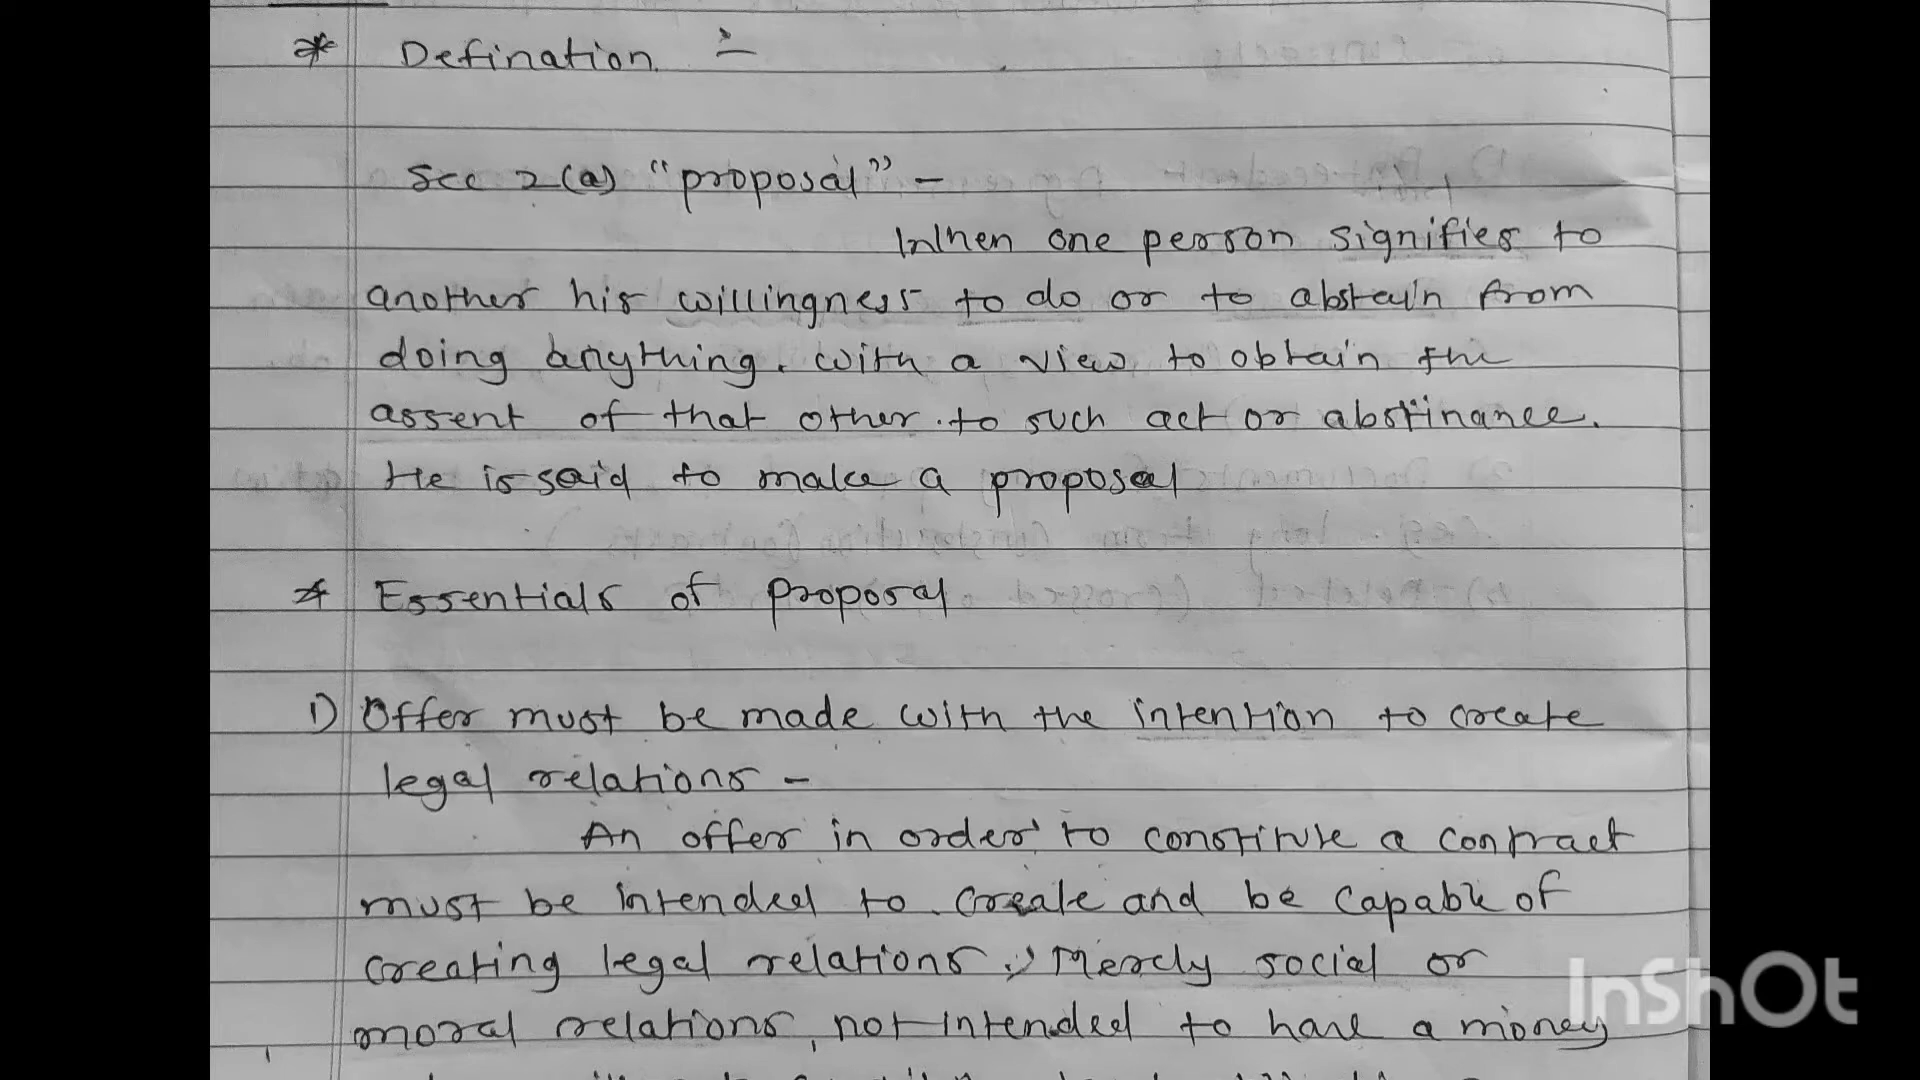 * Defination :-
Sec 2(a) "proposal" -
When one person signifies to
another his willingness to do or to abstain from
doing anything. with a view to obtain the
assent of that other to such act or abstinance.
He is said to make a proposal
* Essentials of proposal
1) Offer must be made with the intention to create
legal relations -
An offer in order to constitute a contract
must be intended to create and be capable of
creating legal relations. Merely social or
moral relations, not intended to have a money
InShOt